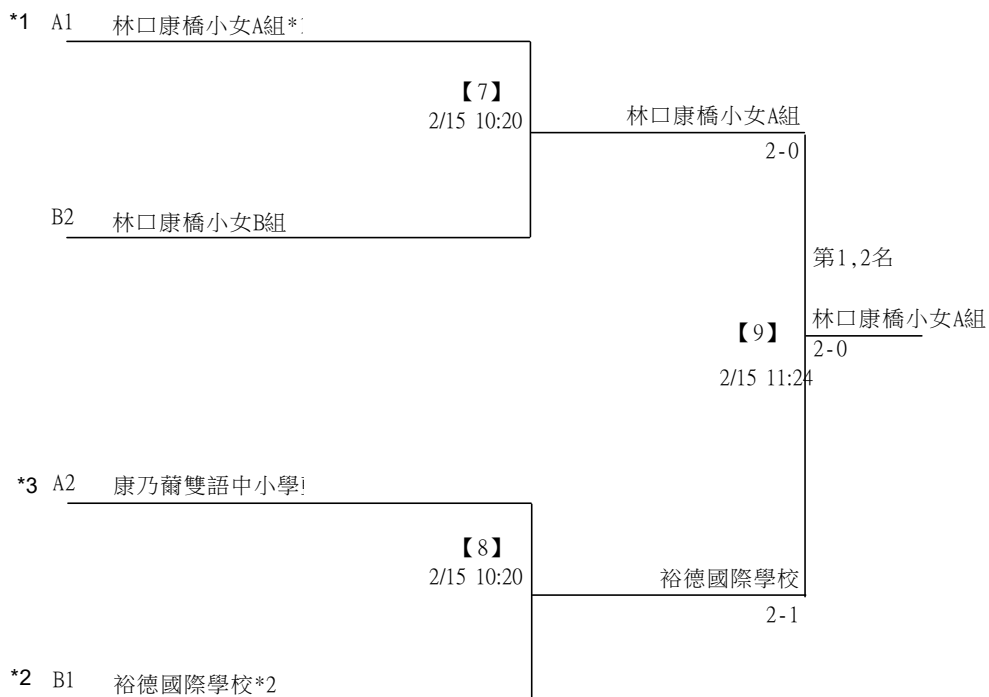 *1 A1 林口康橋小女A組*
【7】
2/15 10:20
林口康橋小女A組
2-0
B2 林口康橋小女B組
第1,2名
林口康橋小女A組
【9】
2-0
2/15 11:24
*3 A2 康乃薾雙語中小學
【8】
2/15 10:20
裕德國際學校
2-1
*2 B1 裕德國際學校*2